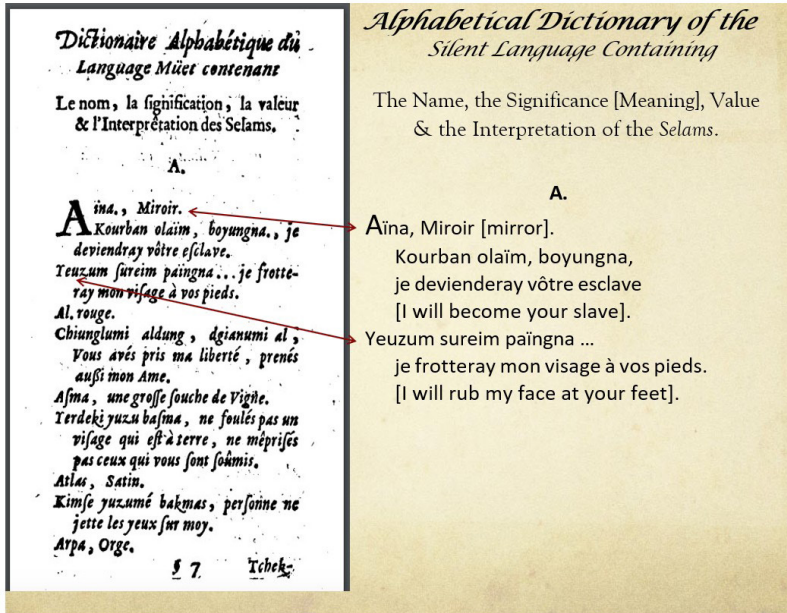 Dictionaire Alphabétique du
Language Müet contenant
Le nom, la ſignification, la valeur
& l'Interprêtation des Selams.
A.
Aina., Miroir.
Kourban olaïm, boyungna., je
deviendray vôtre eſclave.
Yeuzum ſureim païngna... je frotte-
ray mon viſage à vos pieds.
Al. rouge.
Chiunglumi aldung, dgianumi al,
Vous avés pris ma liberté, prenés
außi mon Ame.
Aſma, une groſſe ſouche de Vigne.
Yerdeki yuzu baſma, ne foulés pas un
viſage qui eſt à terre, ne mépriſés
pas ceux qui vous ſont ſoûmis.
Atlas, Satin.
Kimſe yuzumé bakmas, perſonne ne
jette les yeux ſur moy.
Arpa, Orge.
§ 7 Tchek-
Alphabetical Dictionary of the
Silent Language Containing
The Name, the Significance [Meaning], Value
& the Interpretation of the Selams.
A.
Aïna, Miroir [mirror].
Kourban olaïm, boyungna,
je devienderay vôtre esclave
[I will become your slave].
Yeuzum sureim païngna ...
je frotteray mon visage à vos pieds.
[I will rub my face at your feet].